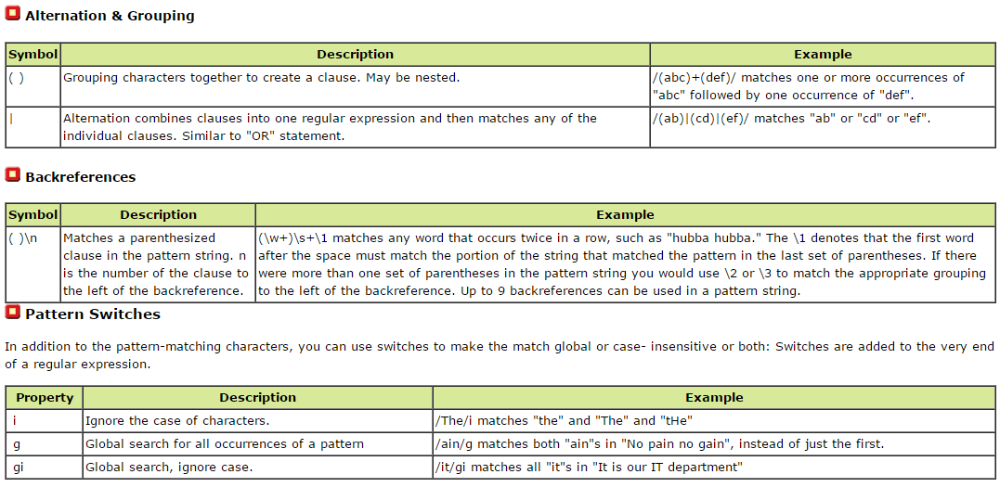 Alternation & Grouping
Symbol Description Example
( ) Grouping characters together to create a clause. May be nested. /(abc)+(def)/ matches one or more occurrences of
"abc" followed by one occurrence of "def".
| Alternation combines clauses into one regular expression and then matches any of the /(ab)|(cd)|(ef)/ matches "ab" or "cd" or "ef".
individual clauses. Similar to "OR" statement.
Backreferences
Symbol Description Example
( )\n Matches a parenthesized (\w+)\s+\1 matches any word that occurs twice in a row, such as "hubba hubba." The \1 denotes that the first word
clause in the pattern string. n after the space must match the portion of the string that matched the pattern in the last set of parentheses. If there
is the number of the clause to were more than one set of parentheses in the pattern string you would use \2 or \3 to match the appropriate grouping
the left of the backreference. to the left of the backreference. Up to 9 backreferences can be used in a pattern string.
Pattern Switches
In addition to the pattern-matching characters, you can use switches to make the match global or case- insensitive or both: Switches are added to the very end
of a regular expression.
Property Description Example
i Ignore the case of characters. /The/i matches "the" and "The" and "tHe"
g Global search for all occurrences of a pattern /ain/g matches both "ain"s in "No pain no gain", instead of just the first.
gi Global search, ignore case. /it/gi matches all "it"s in "It is our IT department"